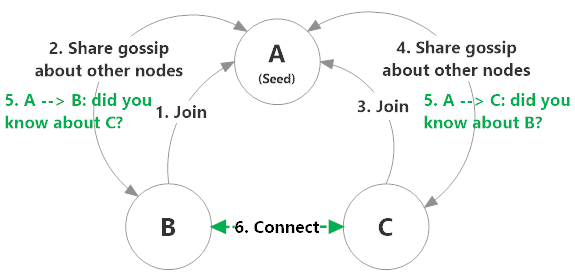 A
(Seed)
2. Share gossip
about other nodes
4. Share gossip
about other nodes
5. A --> B: did you
know about C?
1. Join
3. Join
5. A --> C: did you
know about B?
B
6. Connect
C